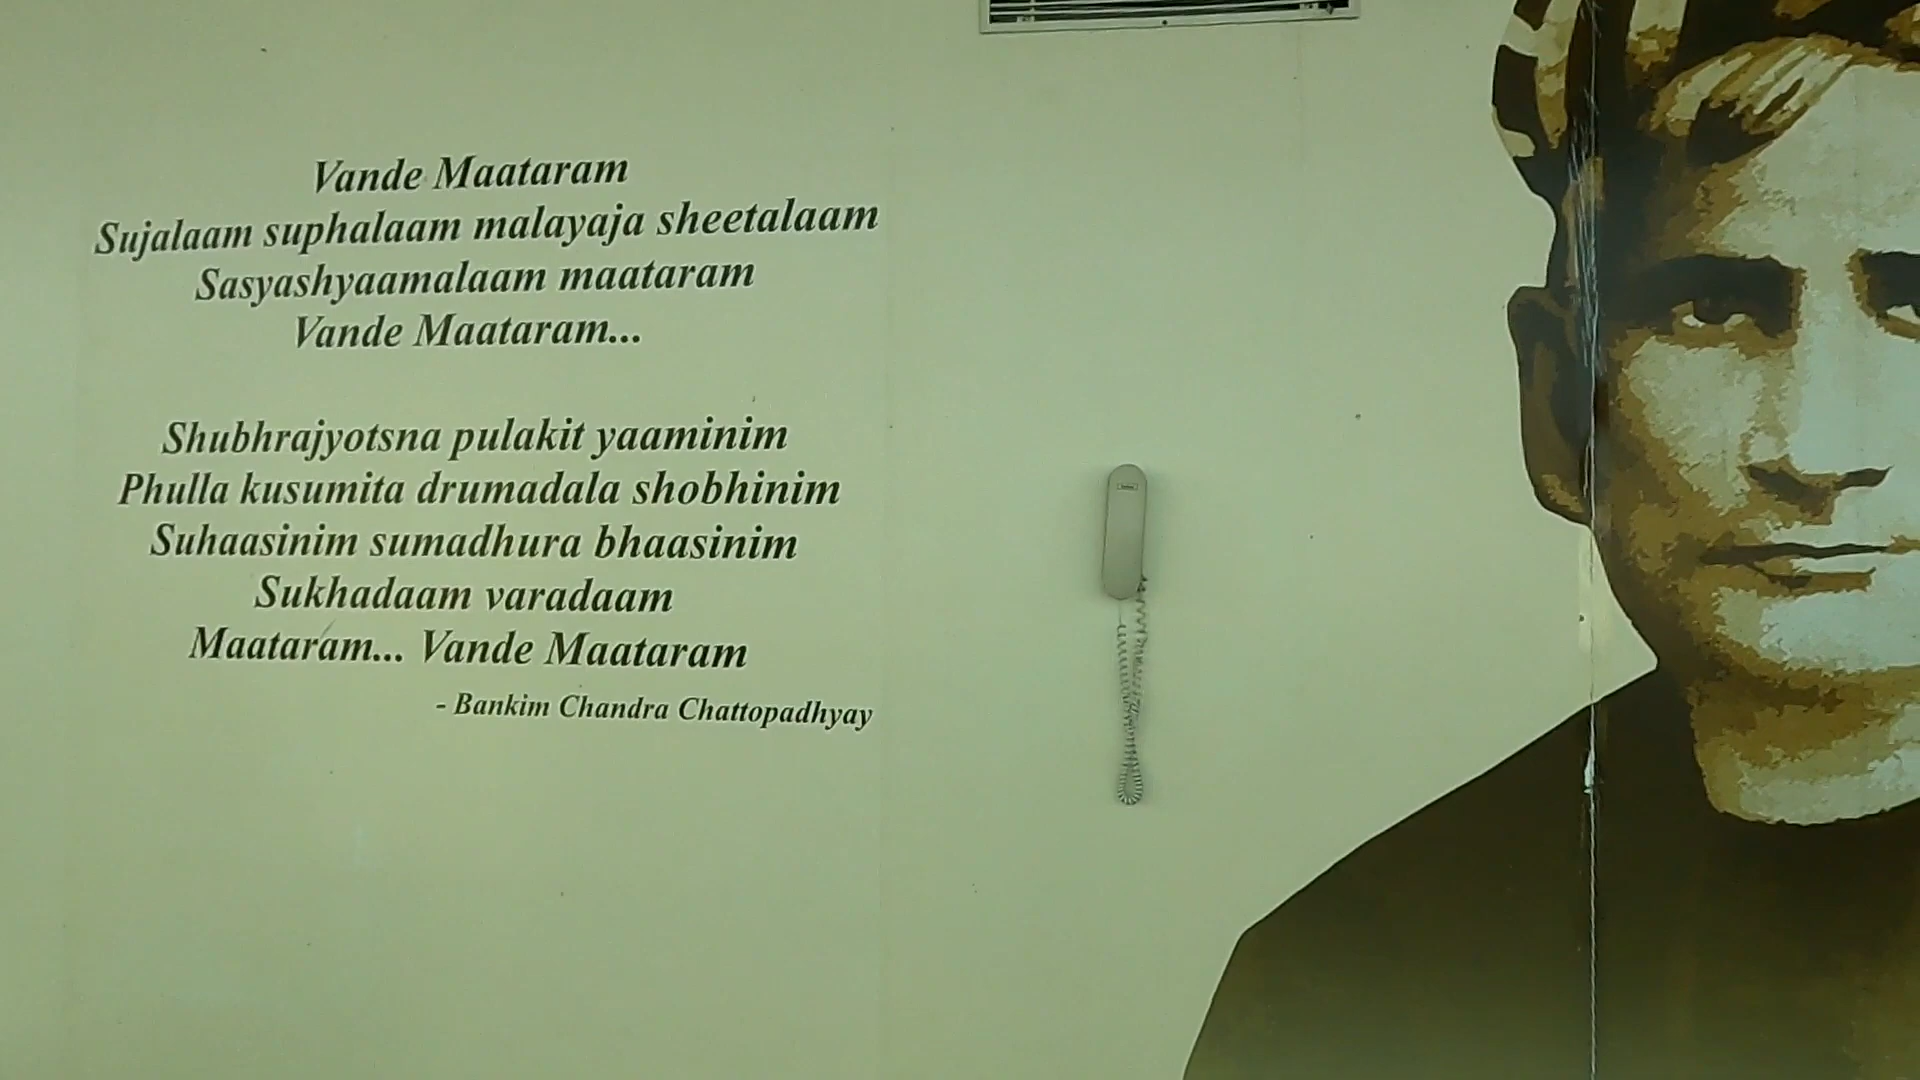 Vande Maataram
Sujalaam suphalaam malayaja sheetalaam
Sasyashyaamalaam maataram
Vande Maataram...
Shubhrajyotsna pulakit yaaminim
Phulla kusumita drumadala shobhinim
Suhaasinim sumadhura bhaasinim
Sukhadaam varadaam
Maataram... Vande Maataram
- Bankim Chandra Chattopadhyay